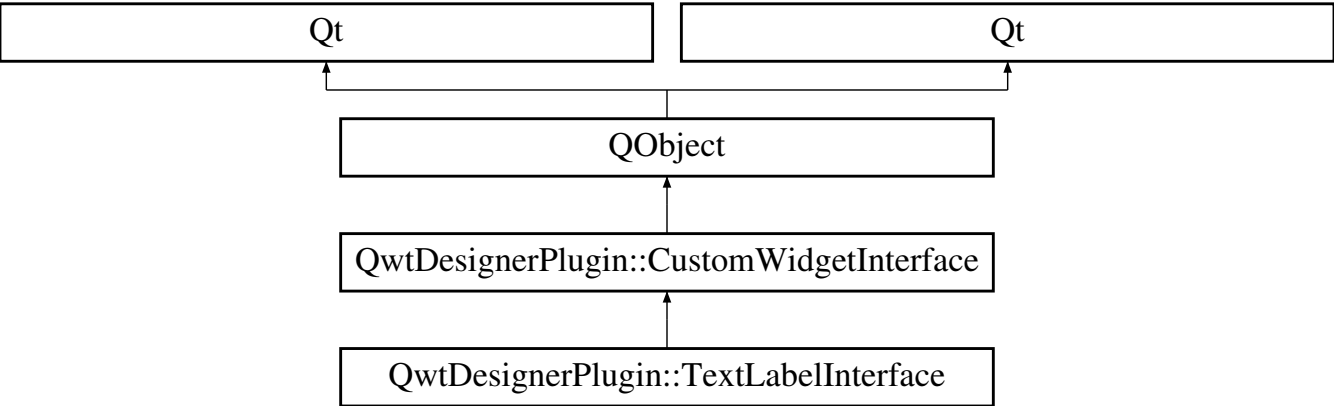 Qt
Qt
QObject
QwtDesignerPlugin::CustomWidgetInterface
QwtDesignerPlugin::TextLabelInterface